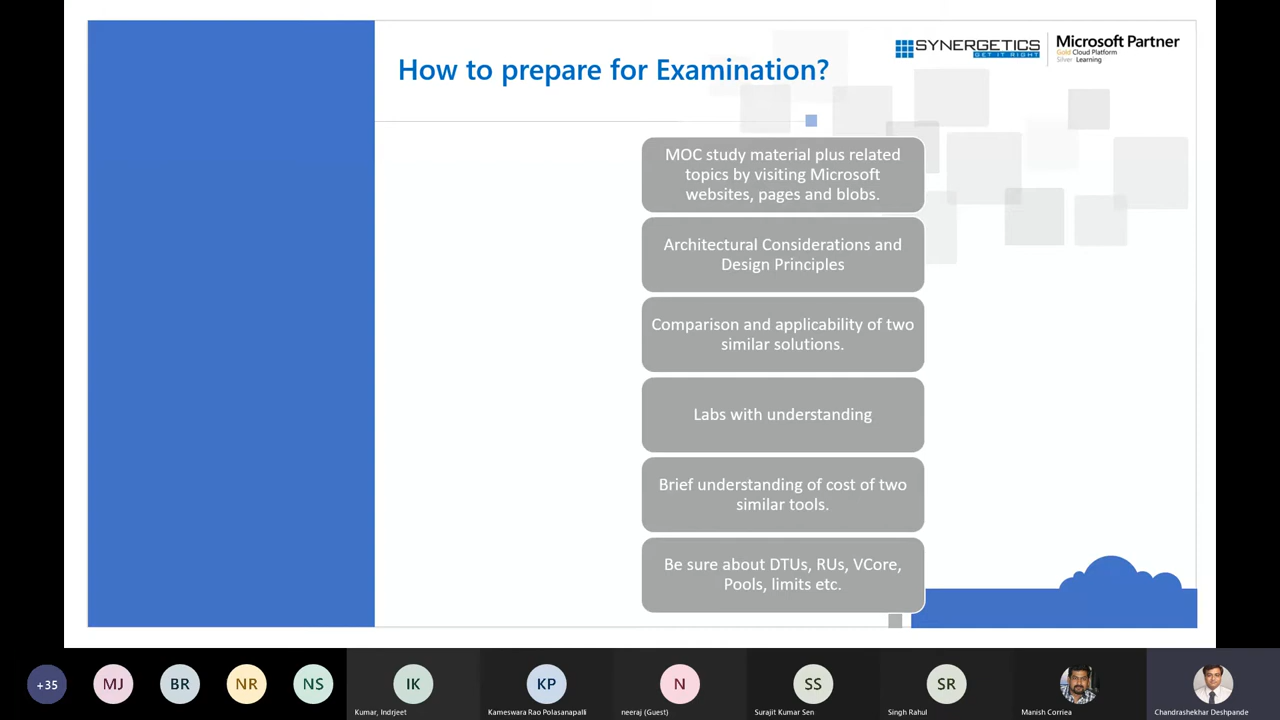 How to prepare for Examination?
SYNERGETICS
GET IT RIGHT
Microsoft Partner
Gold Cloud Platform
Silver Learning
MOC study material plus related
topics by visiting Microsoft
websites, pages and blobs.
Architectural Considerations and
Design Principles
Comparison and applicability of two
similar solutions.
Labs with understanding
Brief understanding of cost of two
similar tools.
Be sure about DTUs, RUs, VCore,
Pools, limits etc.
+35
MJ
BR
NR
NS
IK
KP
N
SS
SR
Kumar, Indrjeet
Kameswara Rao Polasanapalli
neeraj (Guest)
Surajit Kumar Sen
Singh Rahul
Manish Corriea
Chandrashekhar Deshpande